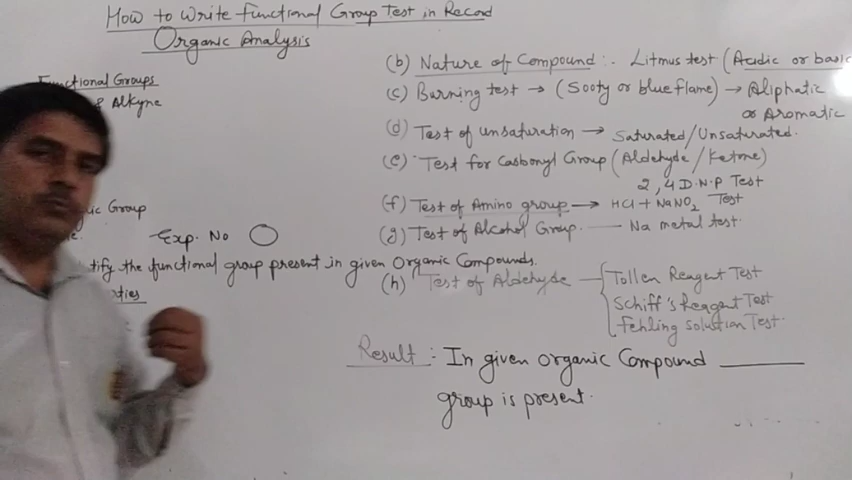 How to Write Functional Group Test in Record
Organic Analysis
Functional Groups
& Alkyne
Group
Exp. No
the functional group present in given Organic Compounds.
(b) Nature of Compound :- Litmus test (Acidic or basic
(c) Burning test → (Sooty or blue flame) → Aliphatic
or Aromatic
(d) Test of unsaturation → Saturated/Unsaturated.
(e) Test for Carbonyl Group (Aldehyde/Ketone)
2,4 D.N.P Test
(f) Test of Amino group → HCl + NaNO2 Test
(g) Test of Alcohol Group. — Na metal test.
(h) Test of Aldehyde — Tollen Reagent Test
Schiff's Reagent Test
Fehling Solution Test.
Result : In given organic Compound ______
group is present.